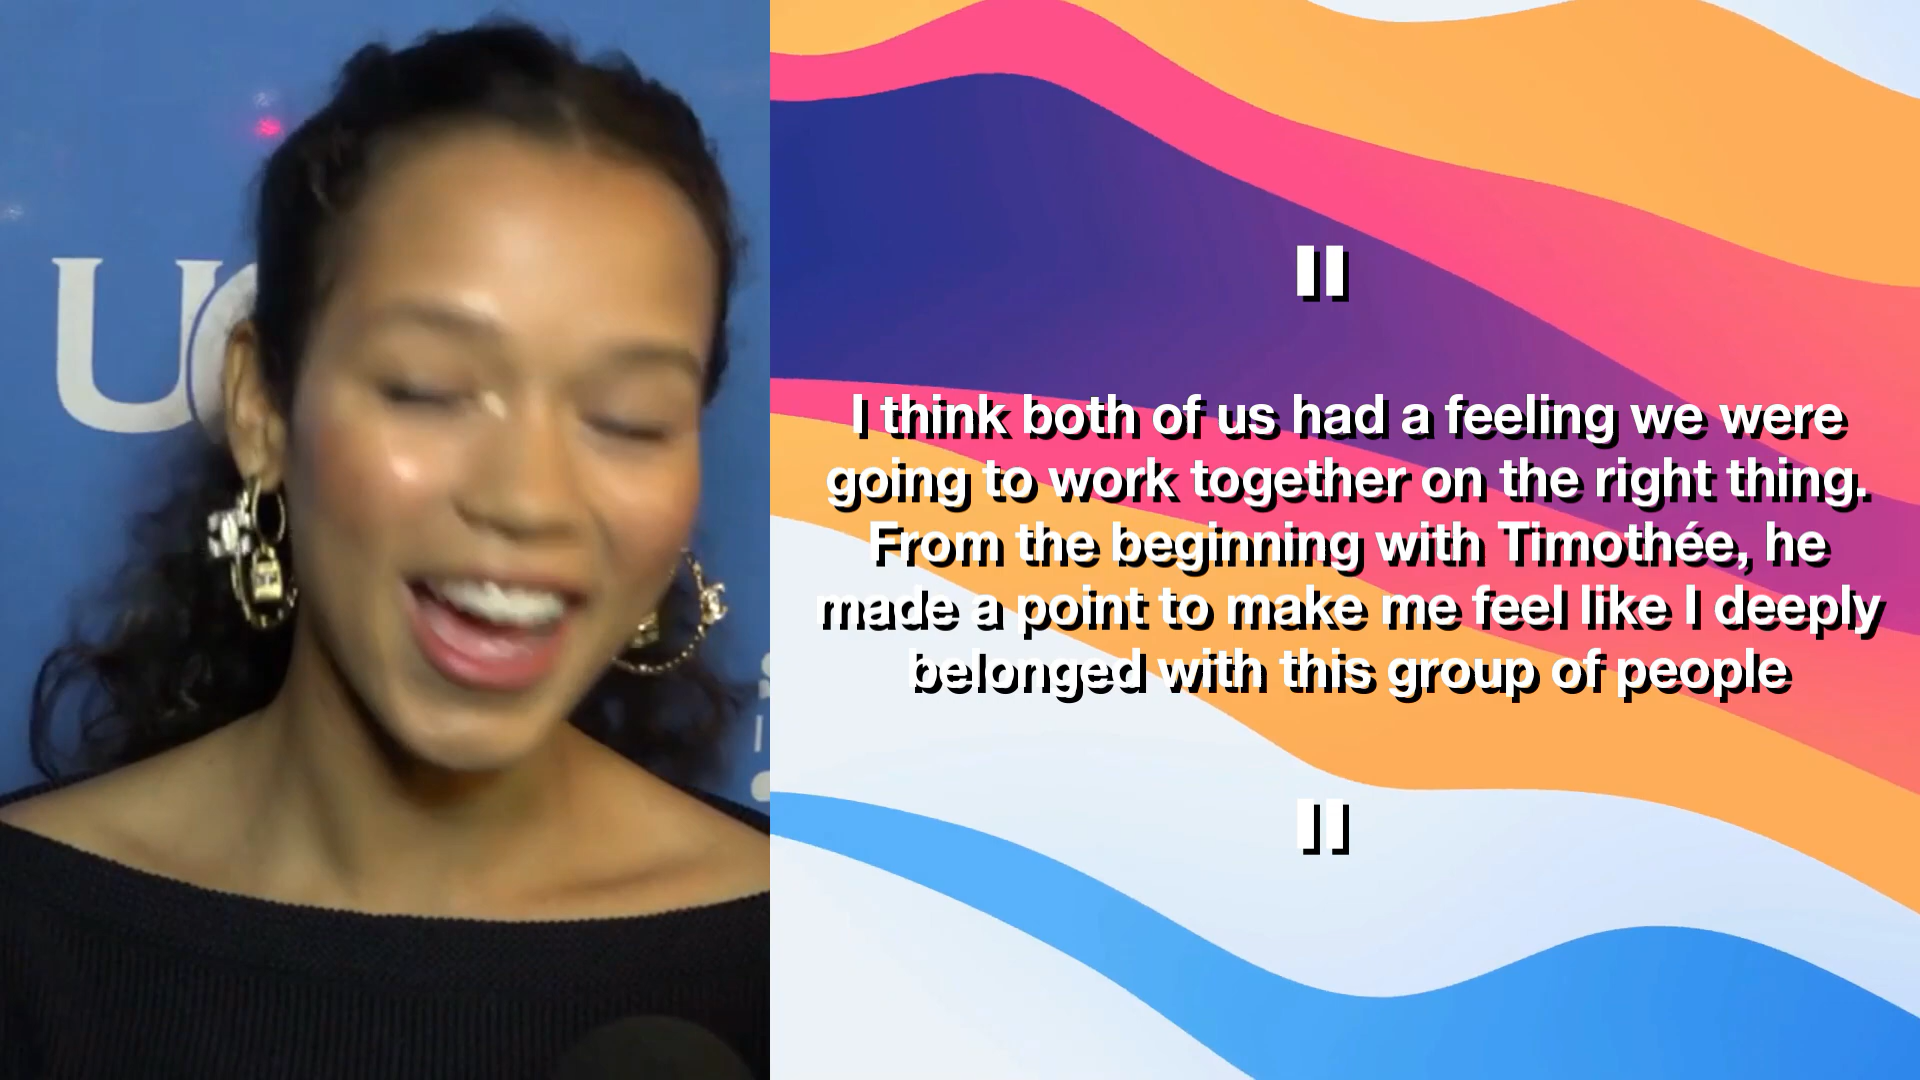 U
"
I think both of us had a feeling we were
going to work together on the right thing.
From the beginning with Timothée, he
made a point to make me feel like I deeply
belonged with this group of people
"